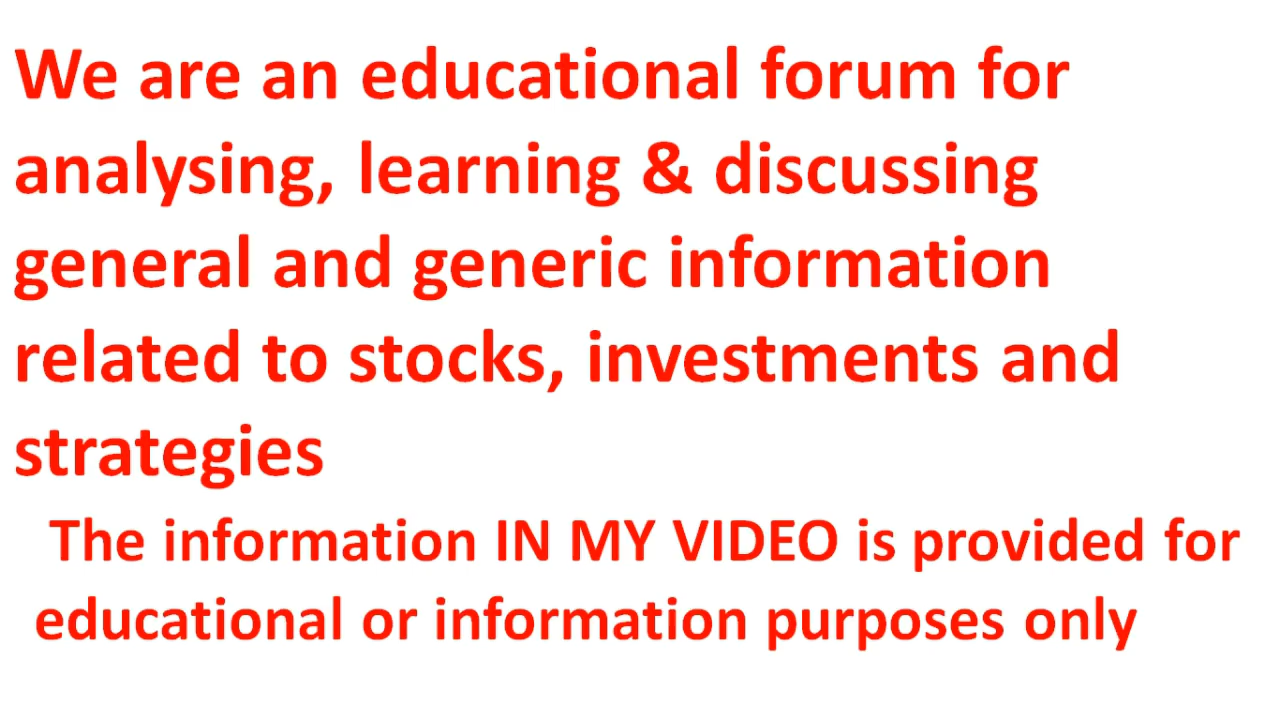 We are an educational forum for
analysing, learning & discussing
general and generic information
related to stocks, investments and
strategies
The information IN MY VIDEO is provided for
educational or information purposes only